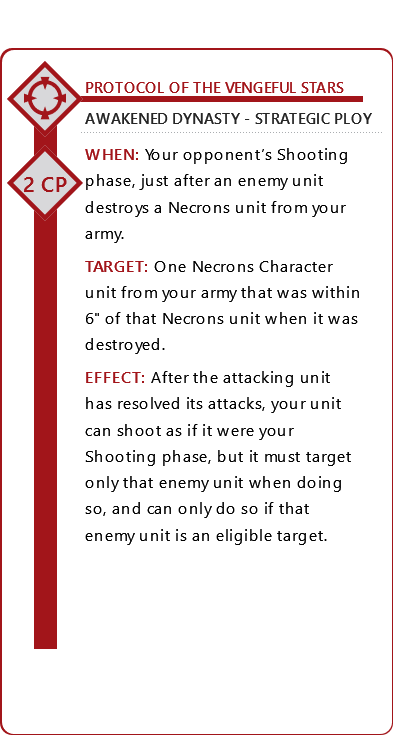 PROTOCOL OF THE VENGEFUL STARS
AWAKENED DYNASTY - STRATEGIC PLOY
2 CP
WHEN: Your opponent's Shooting
phase, just after an enemy unit
destroys a Necrons unit from your
army.
TARGET: One Necrons Character
unit from your army that was within
6" of that Necrons unit when it was
destroyed.
EFFECT: After the attacking unit
has resolved its attacks, your unit
can shoot as if it were your
Shooting phase, but it must target
only that enemy unit when doing
so, and can only do so if that
enemy unit is an eligible target.